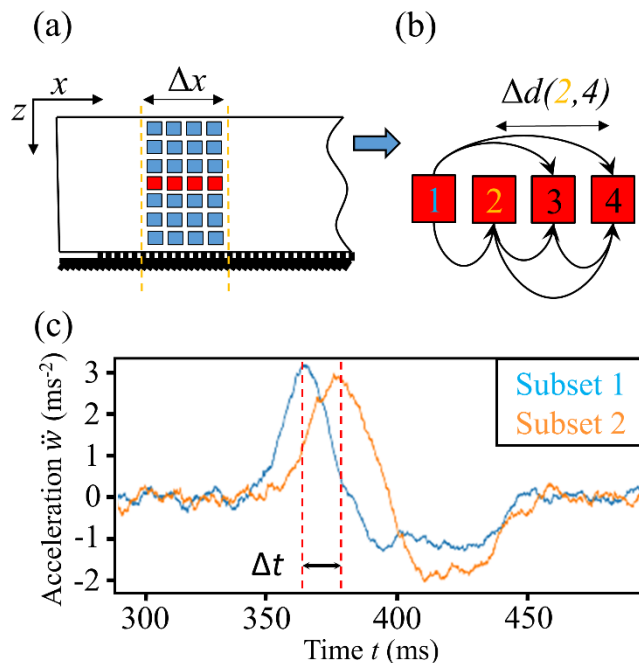 (a)
(b)
x
Δx
z
Δd(2,4)
1
2
3
4
(c)
Acceleration ẅ (ms⁻²)
3
2
1
0
-1
-2
Subset 1
Subset 2
Δt
300
350
400
450
Time t (ms)